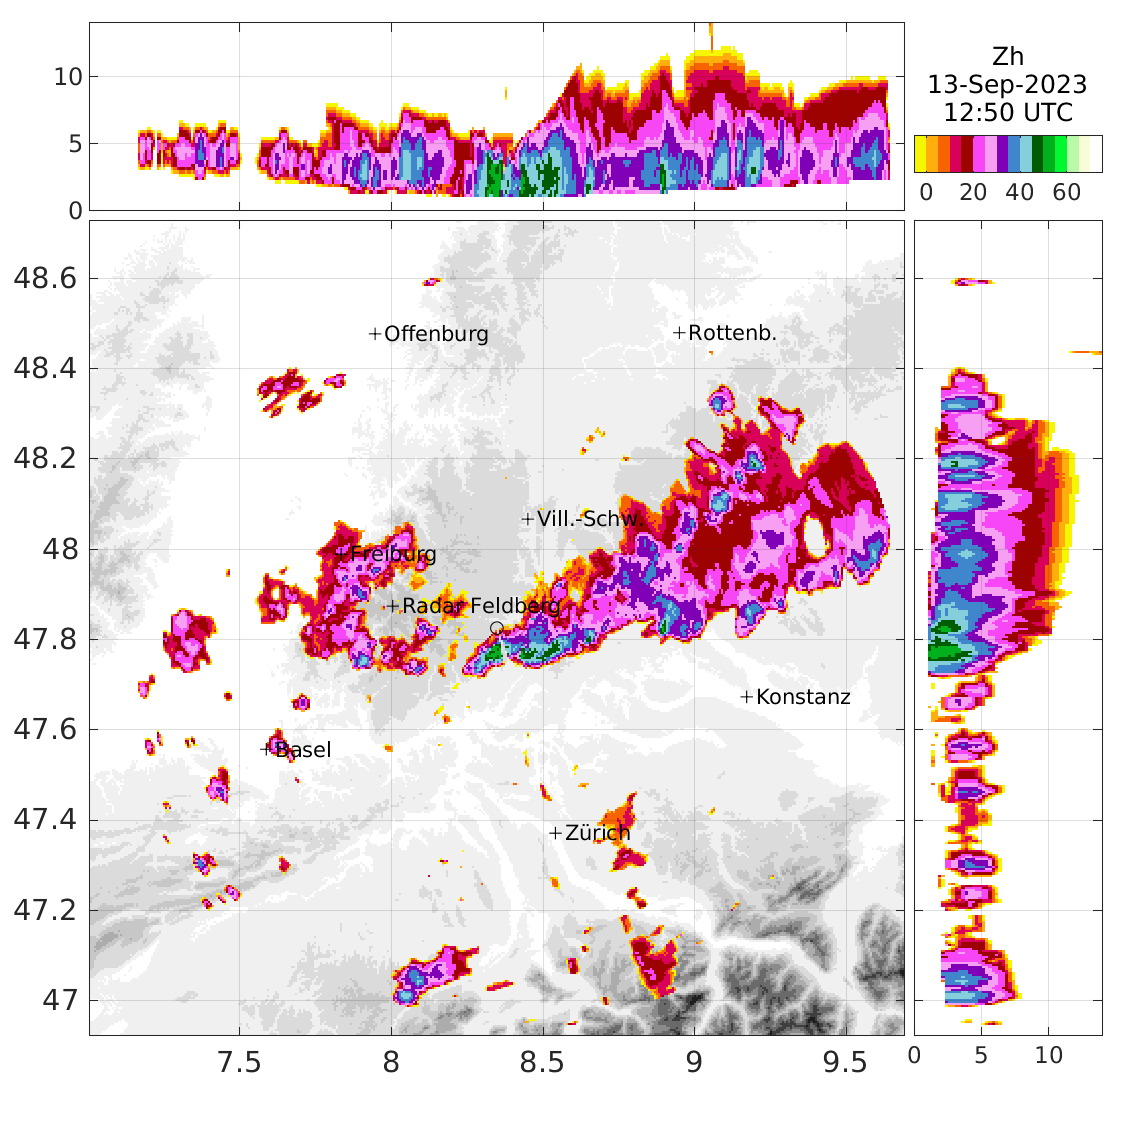 10
5
0
Zh
13-Sep-2023
12:50 UTC
0 20 40 60
48.6
48.4
48.2
48
47.8
47.6
47.4
47.2
47
+Offenburg
+Rottenb.
+Vill.-Schw.
+Freiburg
+Radar Feldberg
+Konstanz
+Basel
+Zürich
7.5 8 8.5 9 9.5
0 5 10